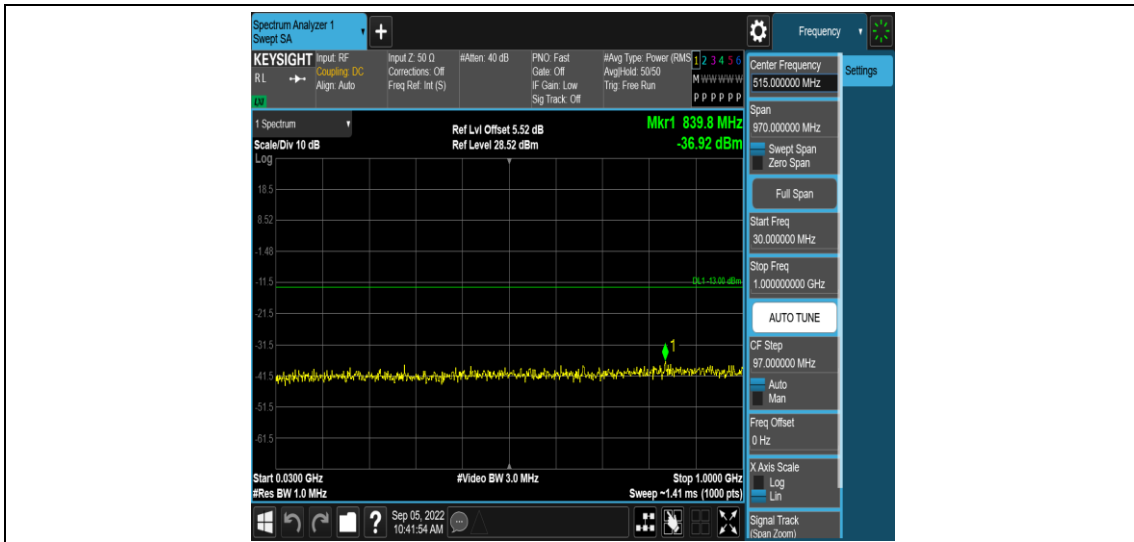 Spectrum Analyzer 1
Swept SA
+
Frequency
KEYSIGHT
RL
LXI
Input: RF
Coupling: DC
Align: Auto
Input Z: 50 Ω
Corrections: Off
Freq Ref: Int (S)
#Atten: 40 dB
PNO: Fast
Gate: Off
IF Gain: Low
Sig Track: Off
#Avg Type: Power (RMS
Avg|Hold: 50/50
Trig: Free Run
1 2 3 4 5 6
M W W W W W
P P P P P P
1 Spectrum
Scale/Div 10 dB
Log
Ref Lvl Offset 5.52 dB
Ref Level 28.52 dBm
Mkr1 839.8 MHz
-36.92 dBm
18.5
8.52
-1.48
-11.5
-21.5
-31.5
-41.5
-51.5
-61.5
DL1 -13.00 dBm
1
Start 0.0300 GHz
#Res BW 1.0 MHz
#Video BW 3.0 MHz
Stop 1.0000 GHz
Sweep ~1.41 ms (1000 pts)
?
Sep 05, 2022
10:41:54 AM
Center Frequency
515.000000 MHz
Settings
Span
970.000000 MHz
Swept Span
Zero Span
Full Span
Start Freq
30.000000 MHz
Stop Freq
1.000000000 GHz
AUTO TUNE
CF Step
97.000000 MHz
Auto
Man
Freq Offset
0 Hz
X Axis Scale
Log
Lin
Signal Track
(Span Zoom)